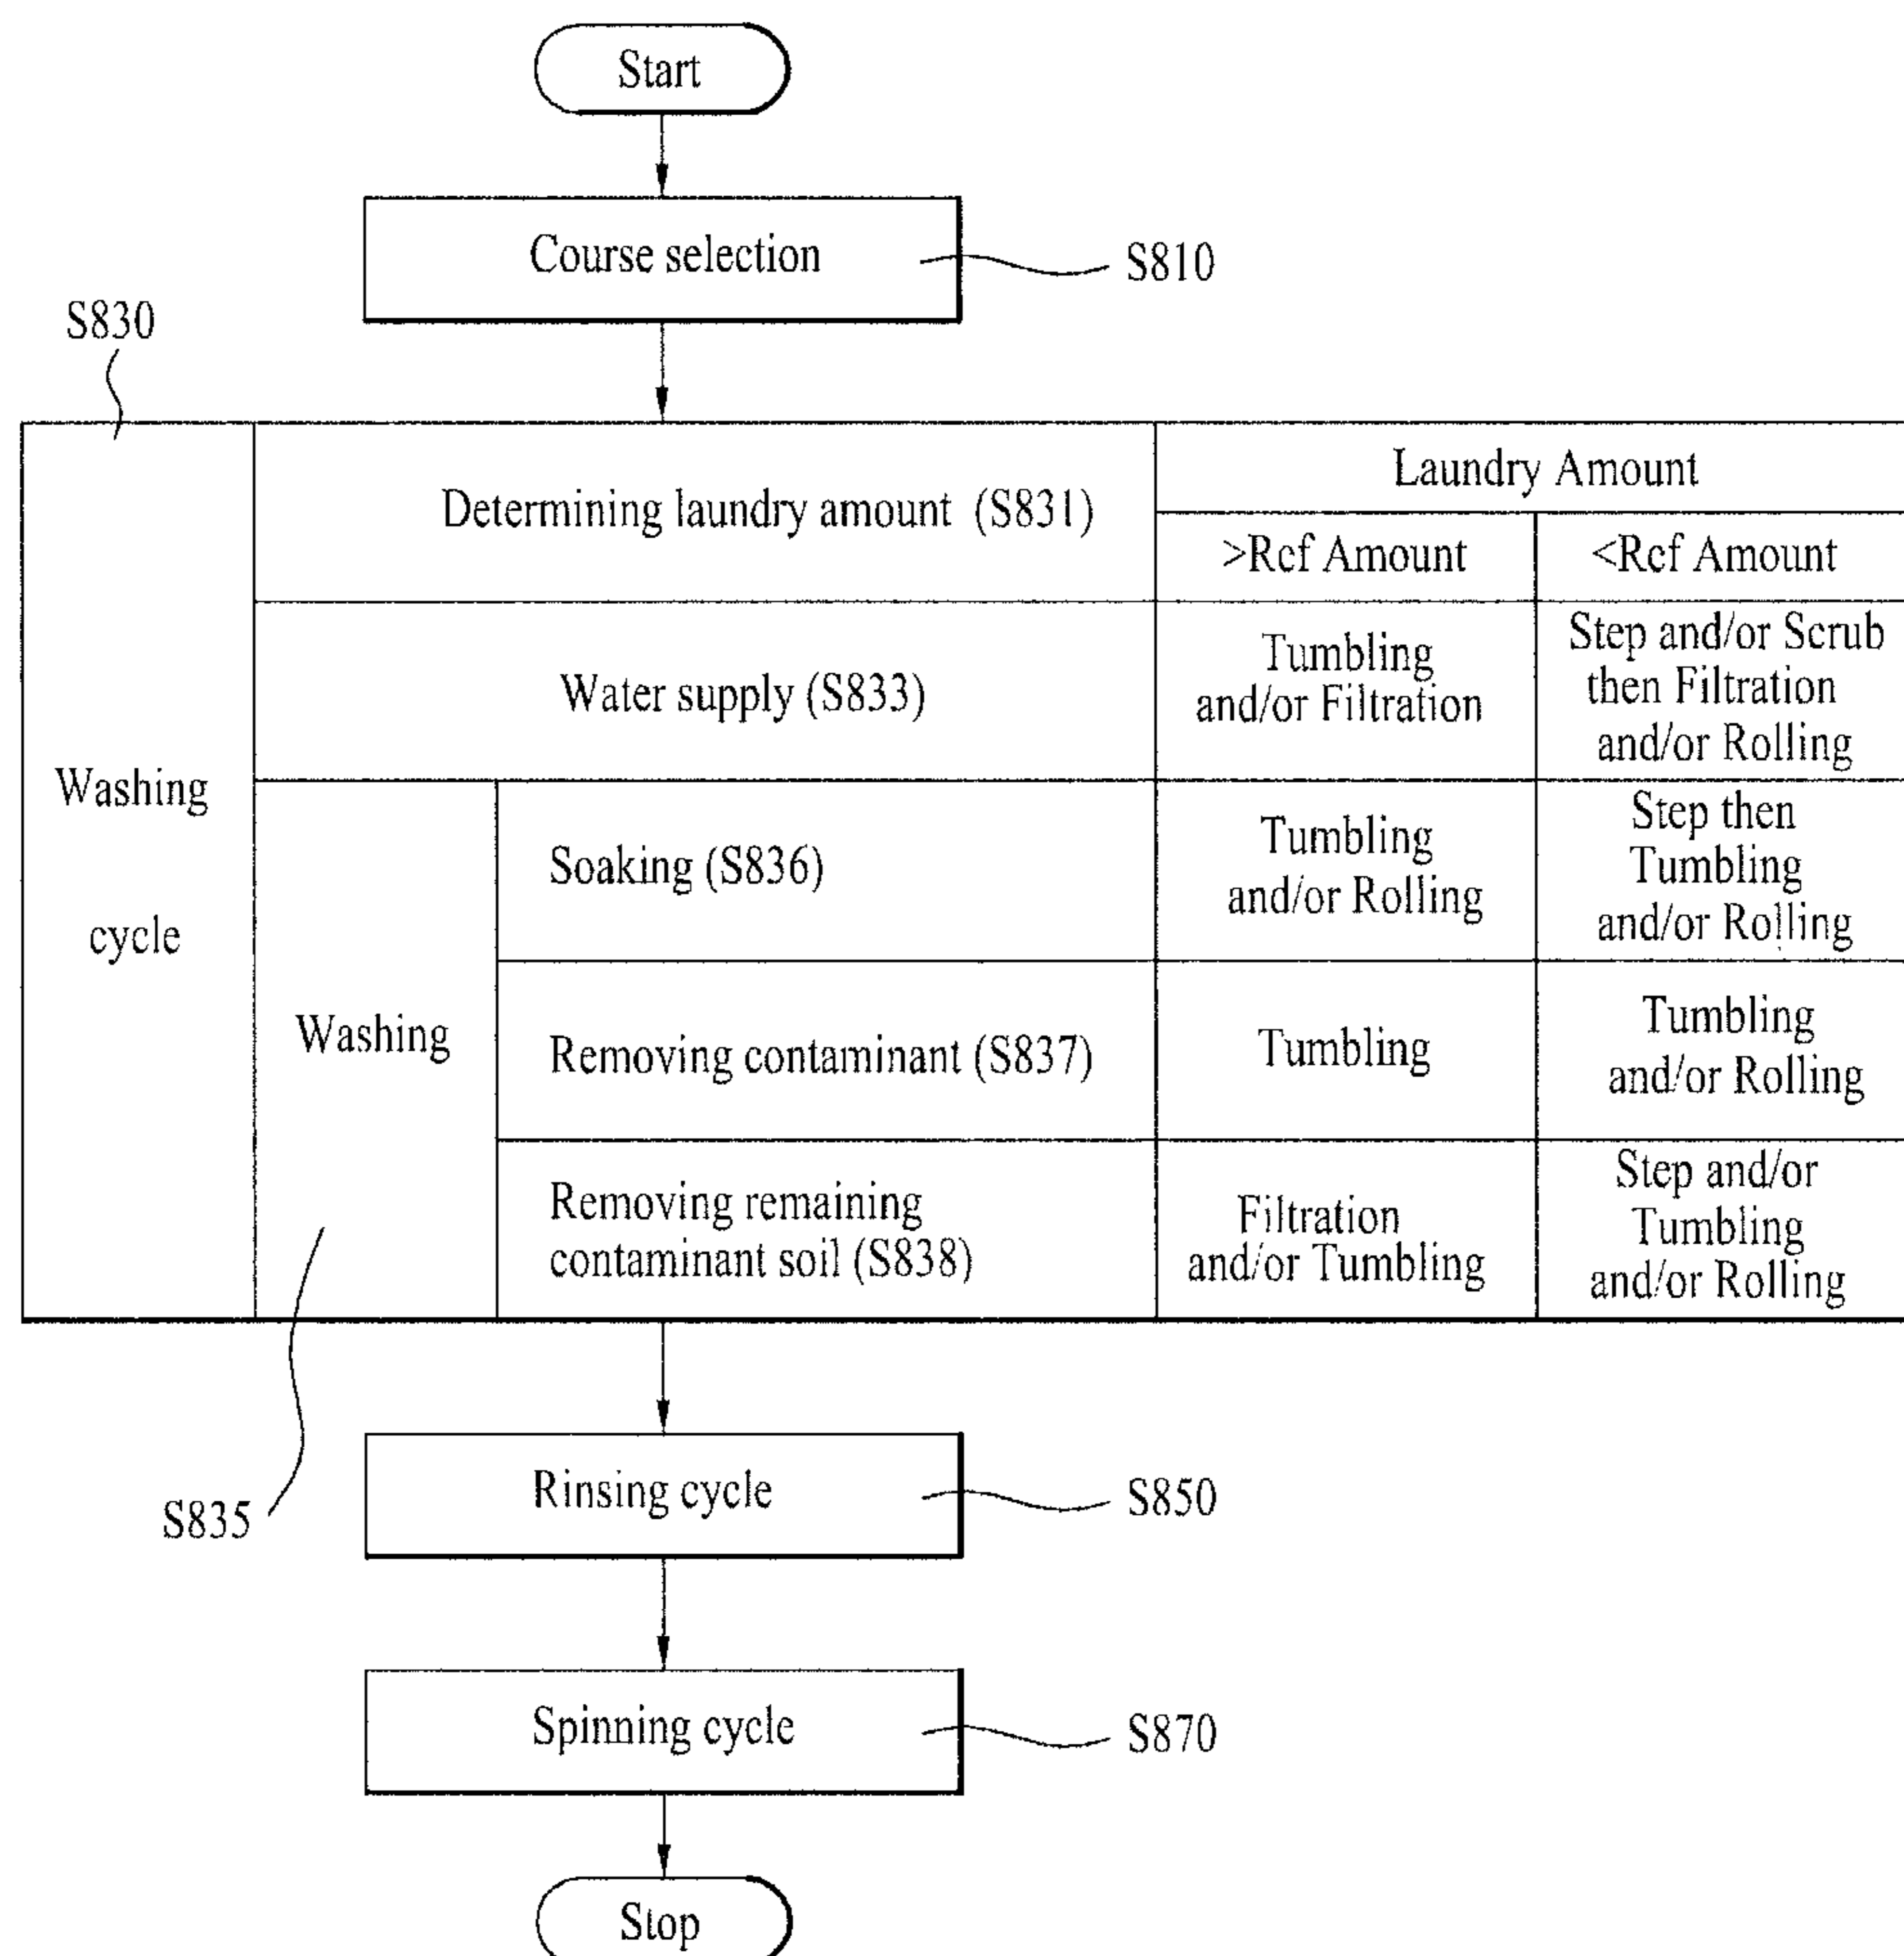 Start
Course selection
S810
S830
Determining laundry amount (S831)
Laundry Amount
>Ref Amount
<Ref Amount
Water supply (S833)
Tumbling
and/or Filtration
Step and/or Scrub
then Filtration
and/or Rolling
Washing
cycle
Soaking (S836)
Tumbling
and/or Rolling
Step then
Tumbling
and/or Rolling
Washing
Removing contaminant (S837)
Tumbling
Tumbling
and/or Rolling
Removing remaining
contaminant soil (S838)
Filtration
and/or Tumbling
Step and/or
Tumbling
and/or Rolling
S835
Rinsing cycle
S850
Spinning cycle
S870
Stop